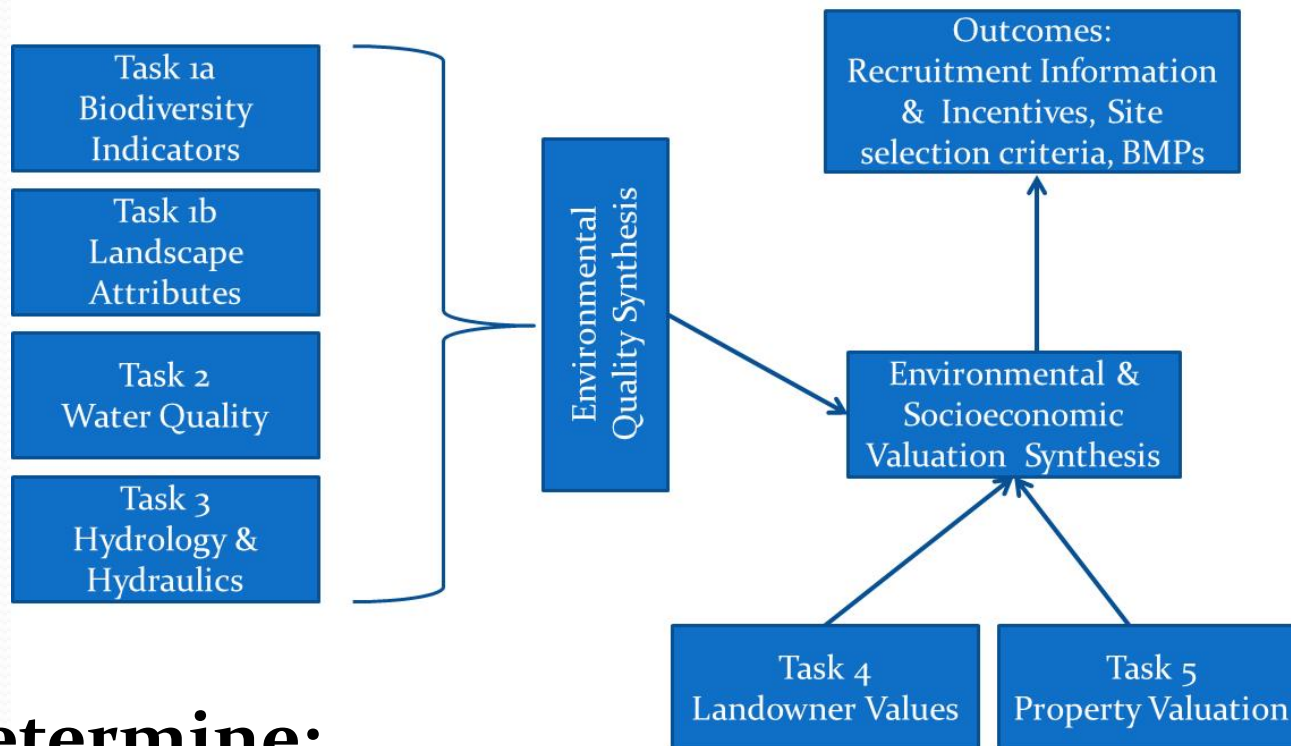 Task 1a
Biodiversity
Indicators
Task 1b
Landscape
Attributes
Task 2
Water Quality
Task 3
Hydrology &
Hydraulics
Environmental
Quality Synthesis
Outcomes:
Recruitment Information
& Incentives, Site
selection criteria, BMPs
Environmental &
Socioeconomic
Valuation Synthesis
Task 4
Landowner Values
Task 5
Property Valuation
etermine: